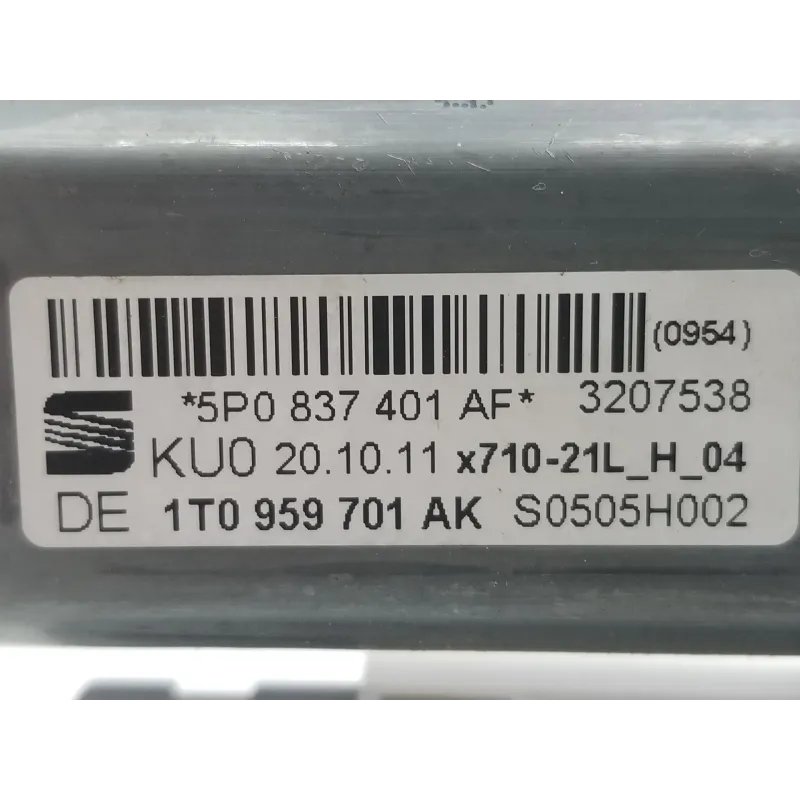 (0954)
*5P0 837 401 AF* 3207538
KU0 20.10.11 x710-21L_H_04
DE 1T0 959 701 AK S0505H002